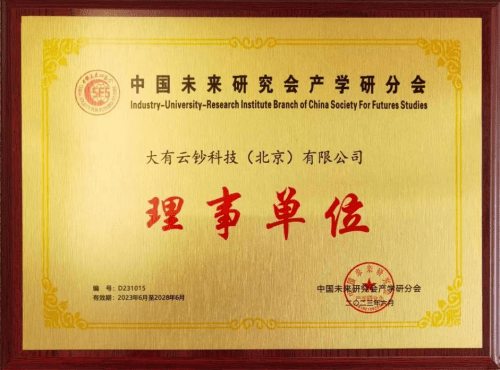 中国未来研究会产学研分会
Industry-University-Research Institute Branch of China Society For Futures Studies
大有云钞科技（北京）有限公司
理事单位
编 号：D231015
有效期：2023年6月至2028年6月
中国未来研究会产学研分会
二〇二三年六月